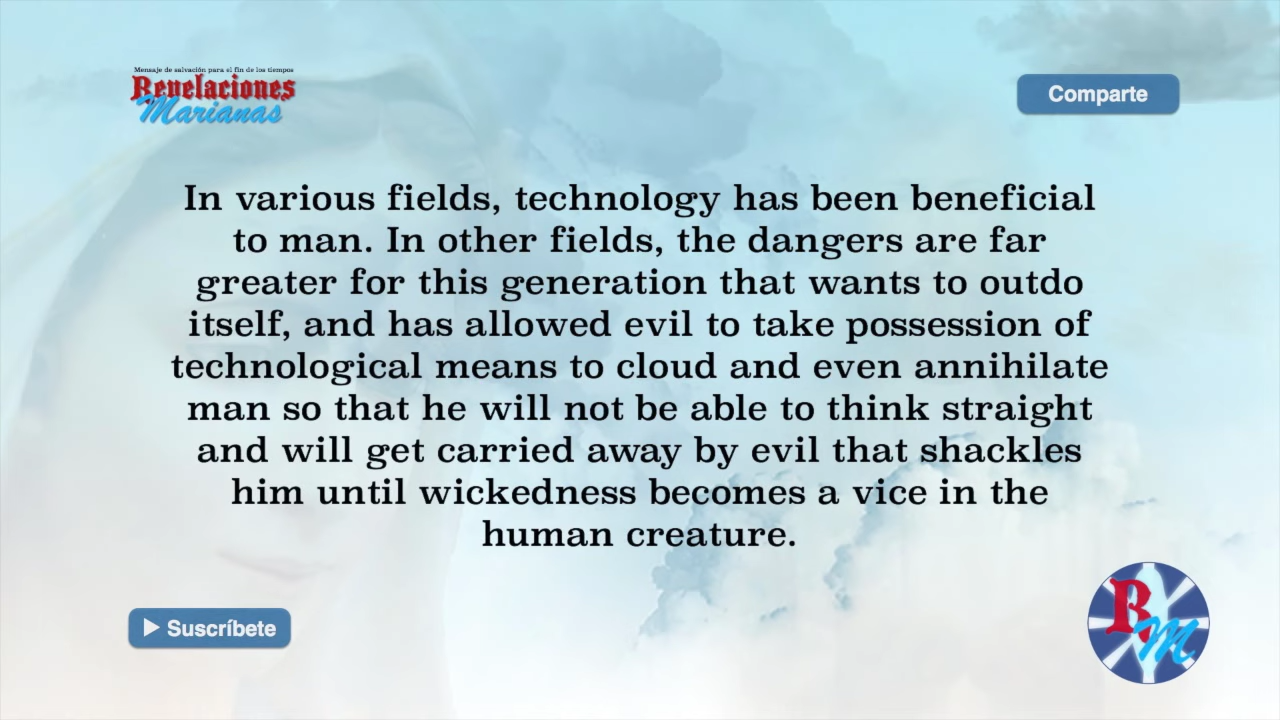 Mensaje de salvación para el fin de los tiempos
Revelaciones
Marianas
Comparte
In various fields, technology has been beneficial
to man. In other fields, the dangers are far
greater for this generation that wants to outdo
itself, and has allowed evil to take possession of
technological means to cloud and even annihilate
man so that he will not be able to think straight
and will get carried away by evil that shackles
him until wickedness becomes a vice in the
human creature.
Suscríbete
RM